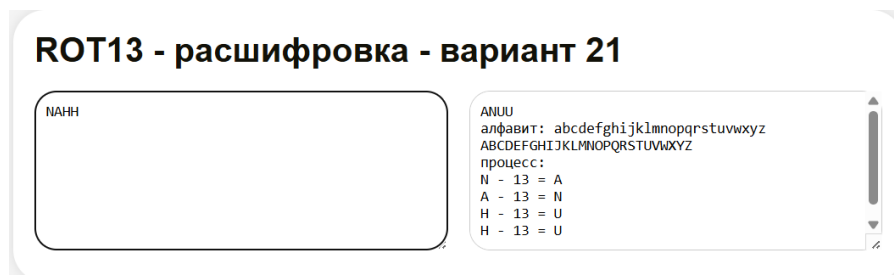 ROT13 - расшифровка - вариант 21
NAHH
ANUU
алфавит: abcdefghijklmnopqrstuvwxyz
ABCDEFGHIJKLMNOPQRSTUVWXYZ
процесс:
N - 13 = A
A - 13 = N
H - 13 = U
H - 13 = U